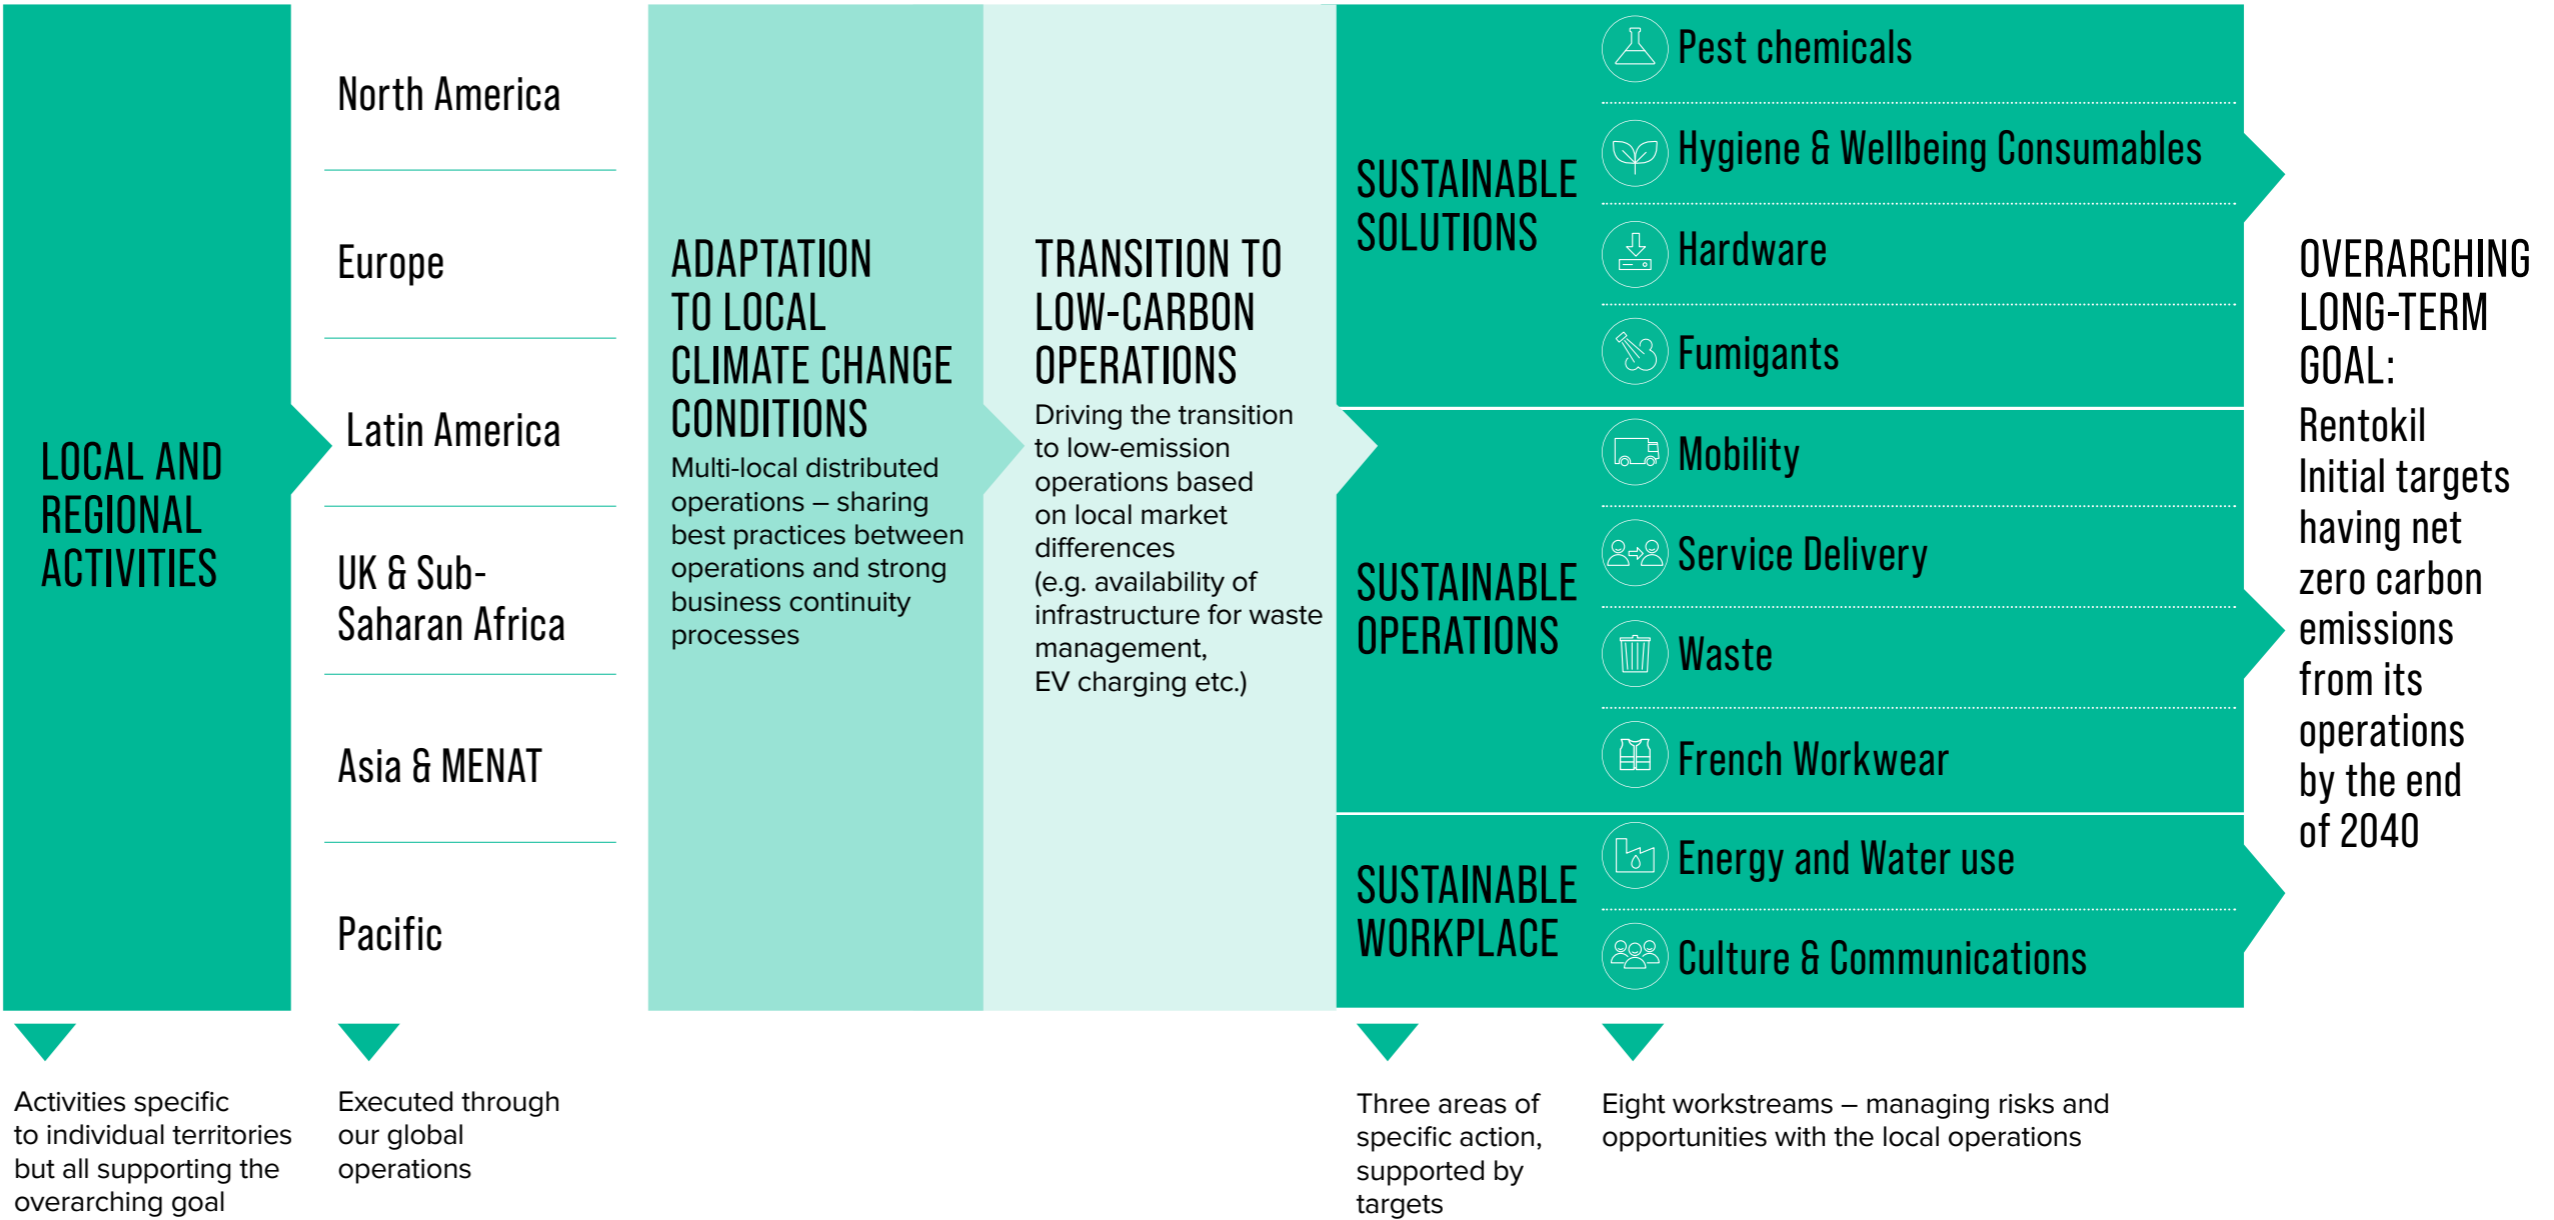 LOCAL AND
REGIONAL
ACTIVITIES
North America
Europe
Latin America
UK & Sub-
Saharan Africa
Asia & MENAT
Pacific
ADAPTATION
TO LOCAL
CLIMATE CHANGE
CONDITIONS
Multi-local distributed
operations – sharing
best practices between
operations and strong
business continuity
processes
TRANSITION TO
LOW-CARBON
OPERATIONS
Driving the transition
to low-emission
operations based
on local market
differences
(e.g. availability of
infrastructure for waste
management,
EV charging etc.)
SUSTAINABLE
SOLUTIONS
Pest chemicals
Hygiene & Wellbeing Consumables
Hardware
Fumigants
SUSTAINABLE
OPERATIONS
Mobility
Service Delivery
Waste
French Workwear
SUSTAINABLE
WORKPLACE
Energy and Water use
Culture & Communications
OVERARCHING
LONG-TERM
GOAL:
Rentokil
Initial targets
having net
zero carbon
emissions
from its
operations
by the end
of 2040
Activities specific
to individual territories
but all supporting the
overarching goal
Executed through
our global
operations
Three areas of
specific action,
supported by
targets
Eight workstreams – managing risks and
opportunities with the local operations